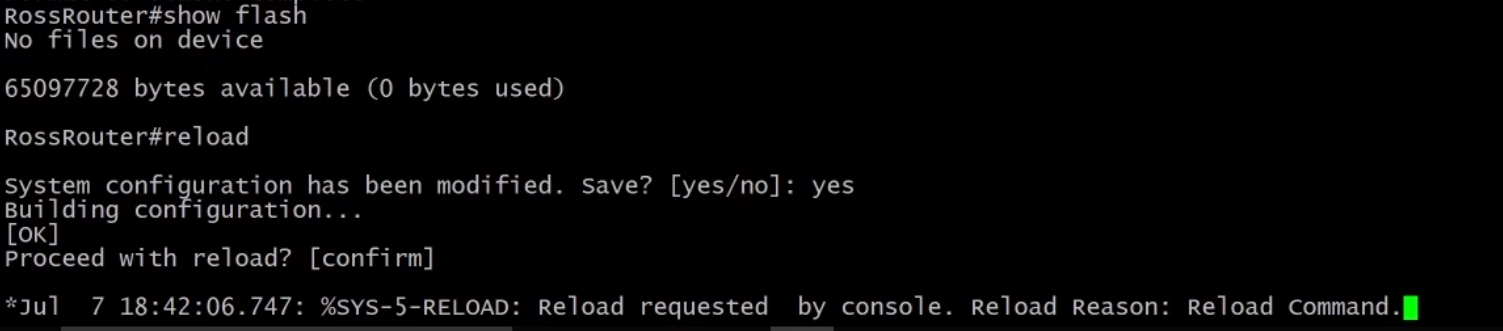 RossRouter#show flash
No files on device
65097728 bytes available (0 bytes used)
RossRouter#reload
System configuration has been modified. Save? [yes/no]: yes
Building configuration...
[OK]
Proceed with reload? [confirm]
*Jul  7 18:42:06.747: %SYS-5-RELOAD: Reload requested  by console. Reload Reason: Reload Command.